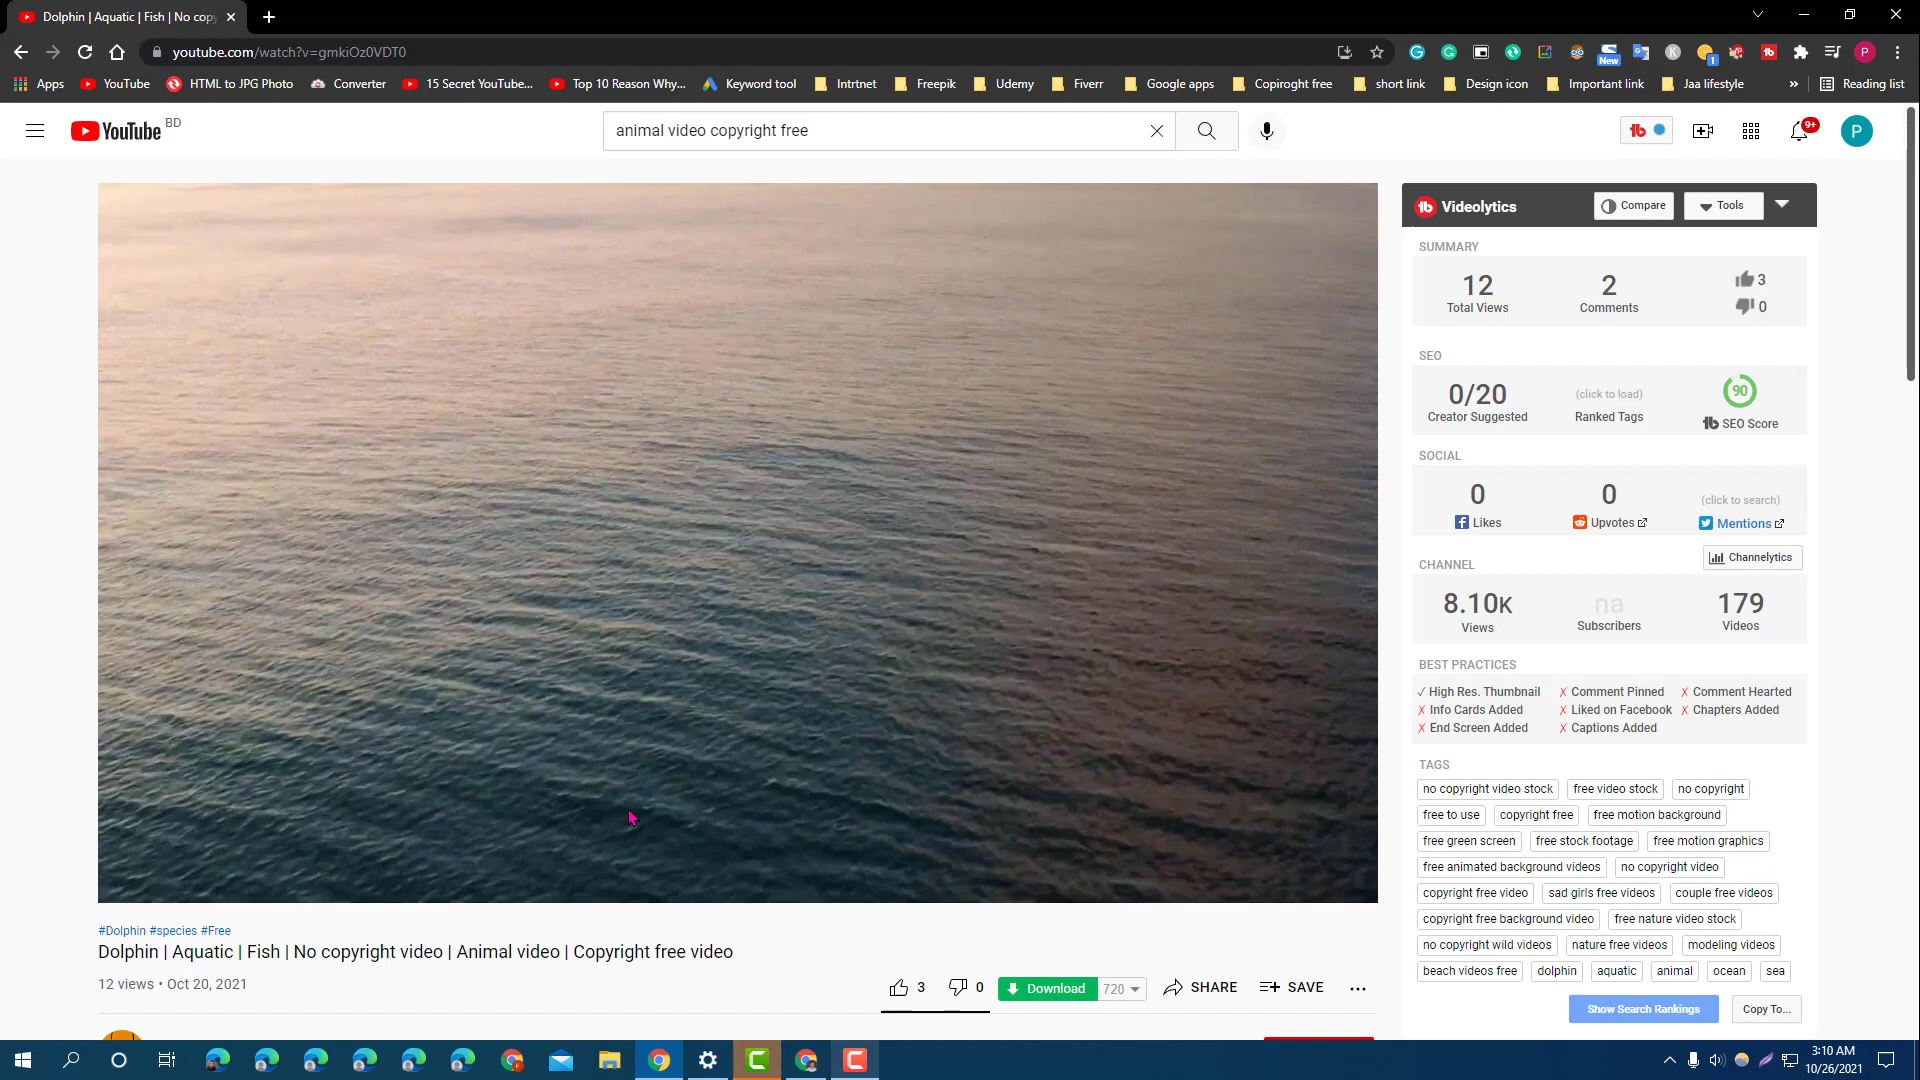 Dolphin | Aquatic | Fish | No copy
youtube.com/watch?v=gmkiOz0VDT0
New
1
P
Apps
YouTube
HTML to JPG Photo
Converter
15 Secret YouTube...
Top 10 Reason Why...
Keyword tool
Intrtnet
Freepik
Udemy
Fiverr
Google apps
Copiroght free
short link
Design icon
Important link
Jaa lifestyle
»
Reading list
YouTube BD
animal video copyright free
9+
P
Videolytics
Compare
Tools
SUMMARY
12
Total Views
2
Comments
3
0
SEO
0/20
Creator Suggested
(click to load)
Ranked Tags
90
SEO Score
SOCIAL
0
Likes
0
Upvotes
(click to search)
Mentions
CHANNEL
Channelytics
8.10K
Views
na
Subscribers
179
Videos
BEST PRACTICES
✓ High Res. Thumbnail
✗ Comment Pinned
✗ Comment Hearted
✗ Info Cards Added
✗ Liked on Facebook
✗ Chapters Added
✗ End Screen Added
✗ Captions Added
TAGS
no copyright video stock
free video stock
no copyright
free to use
copyright free
free motion background
free green screen
free stock footage
free motion graphics
free animated background videos
no copyright video
copyright free video
sad girls free videos
couple free videos
copyright free background video
free nature video stock
no copyright wild videos
nature free videos
modeling videos
beach videos free
dolphin
aquatic
animal
ocean
sea
Show Search Rankings
Copy To...
#Dolphin #species #Free
Dolphin | Aquatic | Fish | No copyright video | Animal video | Copyright free video
12 views • Oct 20, 2021
3
0
Download
720
SHARE
SAVE
3:10 AM
10/26/2021